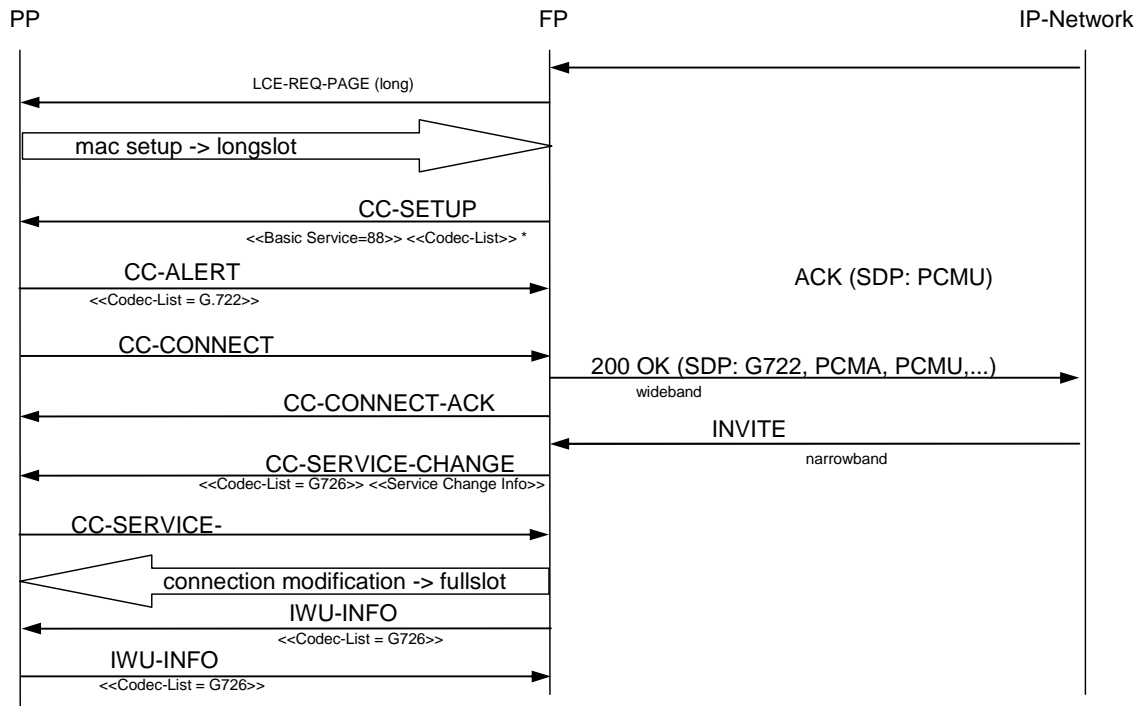 PP FP IP-Network
LCE-REQ-PAGE (long)
mac setup -> longslot
CC-SETUP
<<Basic Service=88>> <<Codec-List>> *
CC-ALERT
ACK (SDP: PCMU)
<<Codec-List = G.722>>
CC-CONNECT
200 OK (SDP: G722, PCMA, PCMU,...)
wideband
CC-CONNECT-ACK
INVITE
narrowband
CC-SERVICE-CHANGE
<<Codec-List = G726>> <<Service Change Info>>
CC-SERVICE-
connection modification -> fullslot
IWU-INFO
<<Codec-List = G726>>
IWU-INFO
<<Codec-List = G726>>